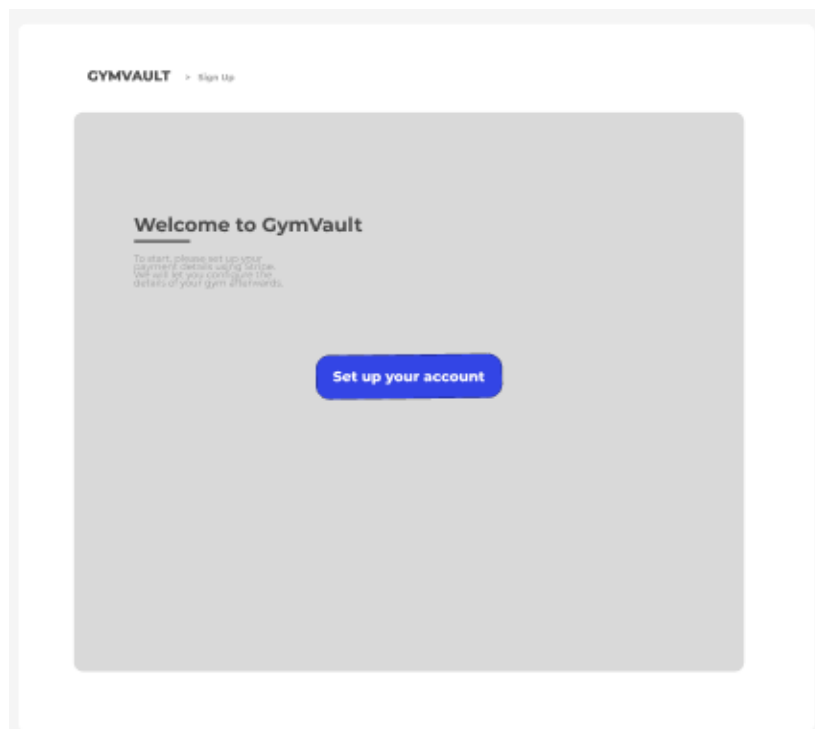 GYMVAULT > Sign Up
Welcome to GymVault
To start, please set up your
payment details using Stripe.
We will let you configure the
details of your gym afterwards.
Set up your account